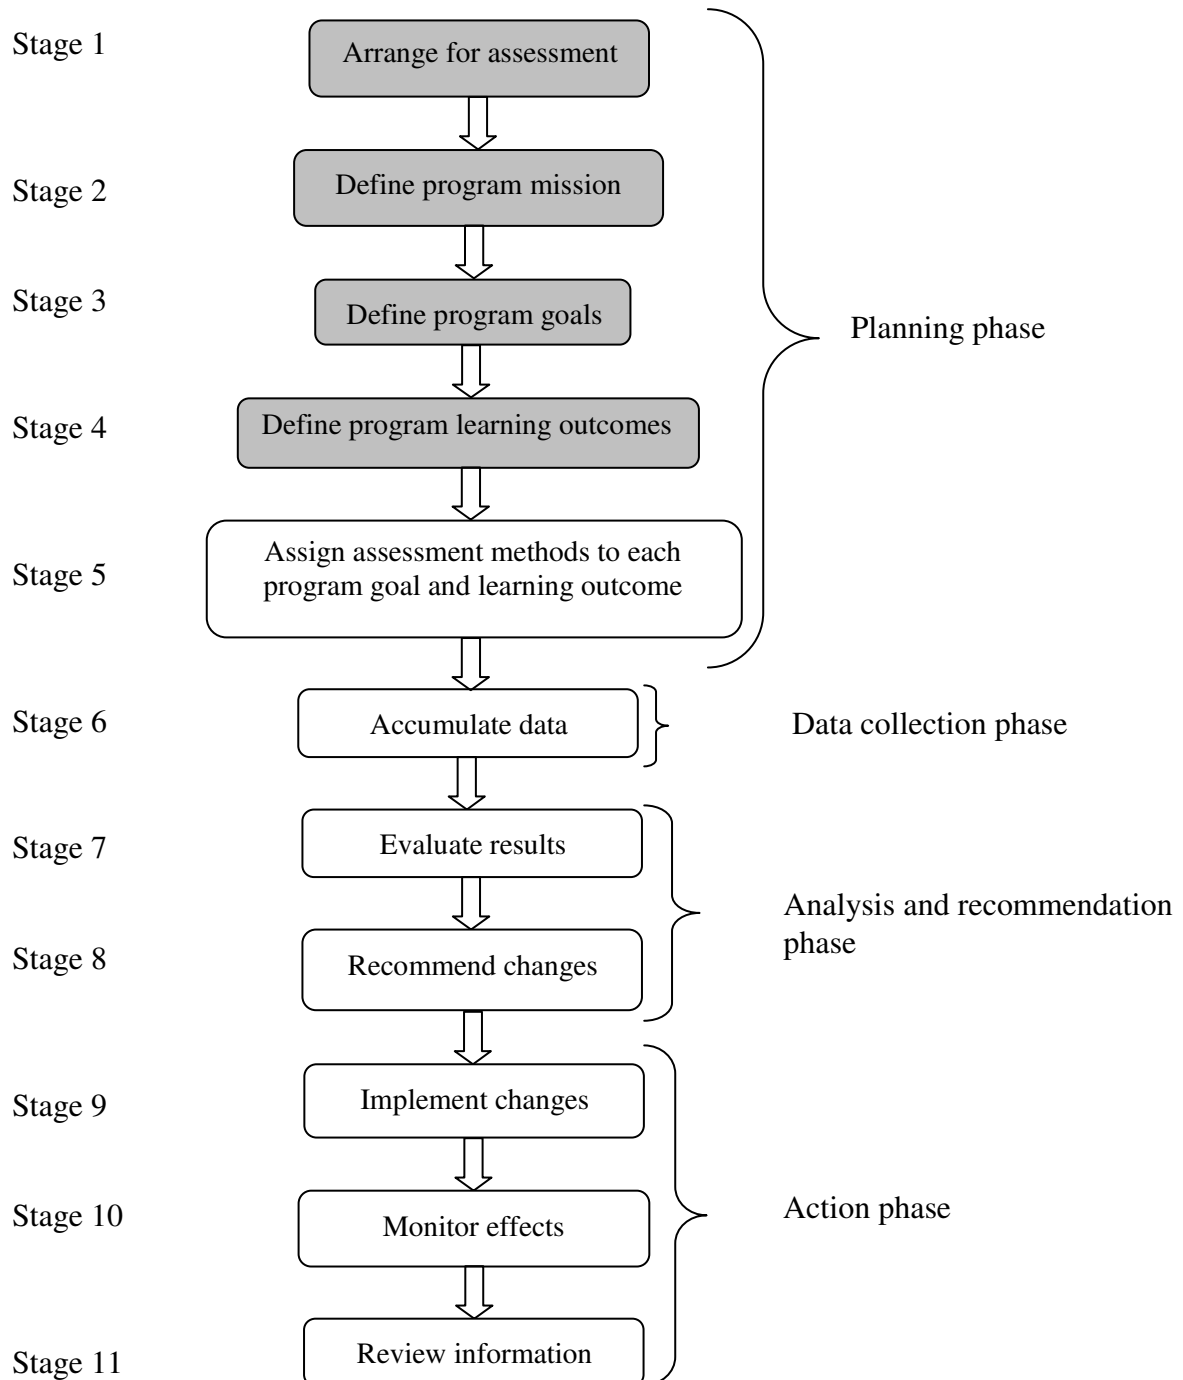 Stage 1
Arrange for assessment
Stage 2
Define program mission
Stage 3
Define program goals
Planning phase
Stage 4
Define program learning outcomes
Stage 5
Assign assessment methods to each
program goal and learning outcome
Stage 6
Accumulate data
Data collection phase
Stage 7
Evaluate results
Analysis and recommendation
phase
Stage 8
Recommend changes
Stage 9
Implement changes
Stage 10
Monitor effects
Action phase
Stage 11
Review information